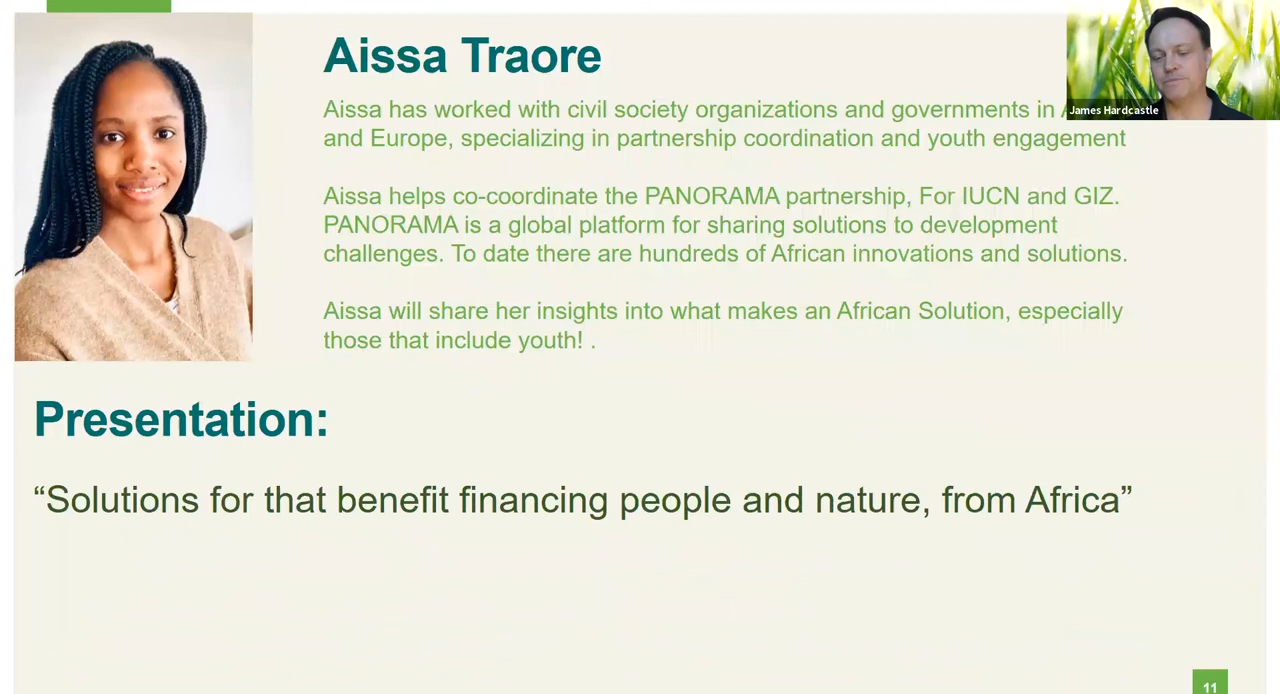 Aissa Traore
James Hardcastle
Aissa has worked with civil society organizations and governments in
and Europe, specializing in partnership coordination and youth engagement
Aissa helps co-coordinate the PANORAMA partnership, For IUCN and GIZ.
PANORAMA is a global platform for sharing solutions to development
challenges. To date there are hundreds of African innovations and solutions.
Aissa will share her insights into what makes an African Solution, especially
those that include youth! .
Presentation:
“Solutions for that benefit financing people and nature, from Africa”
11